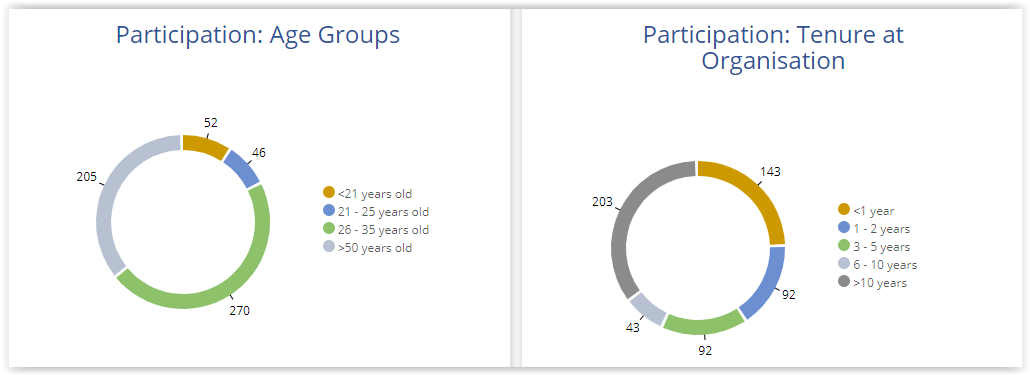 Participation: Age Groups
52
46
205
270
<21 years old
21 - 25 years old
26 - 35 years old
>50 years old
Participation: Tenure at
Organisation
143
203
92
43
92
<1 year
1 - 2 years
3 - 5 years
6 - 10 years
>10 years